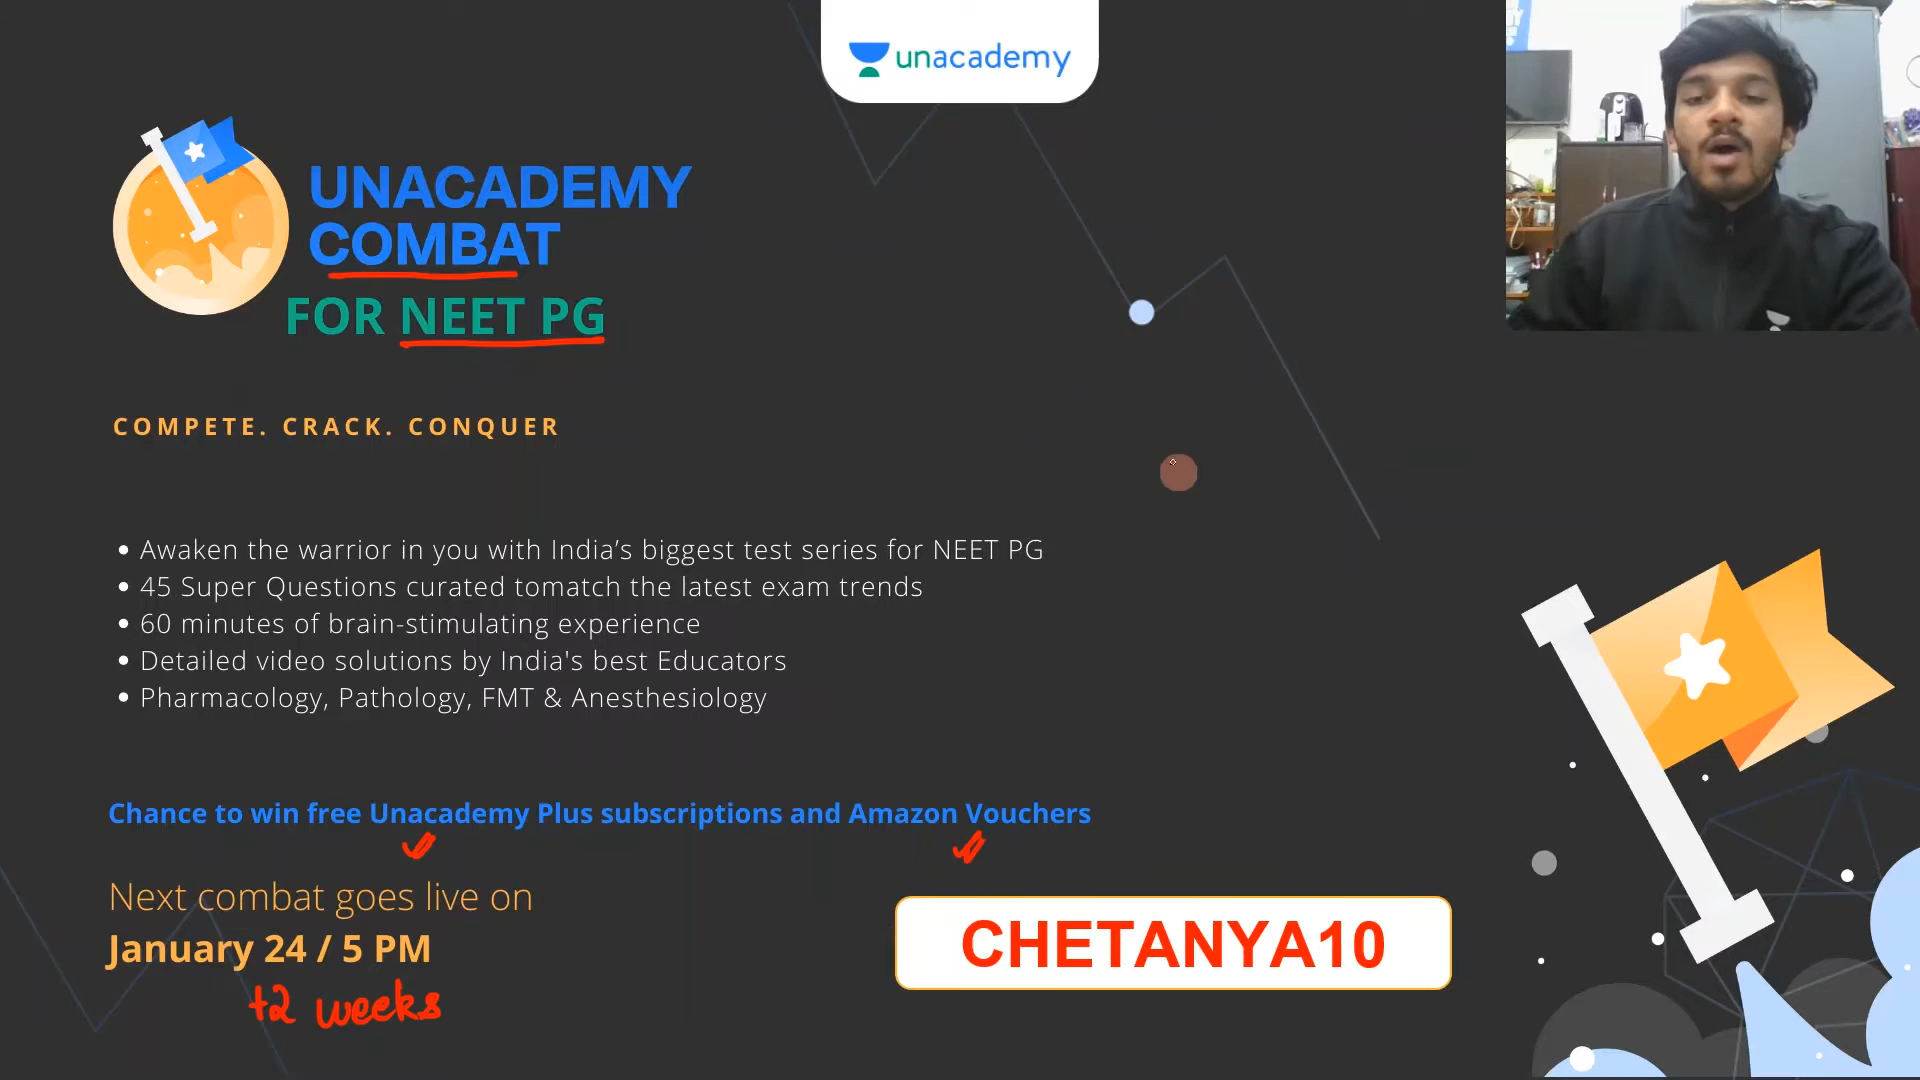 unacademy
UNACADEMY
COMBAT
FOR NEET PG
COMPETE. CRACK. CONQUER
• Awaken the warrior in you with India’s biggest test series for NEET PG
• 45 Super Questions curated tomatch the latest exam trends
• 60 minutes of brain-stimulating experience
• Detailed video solutions by India's best Educators
• Pharmacology, Pathology, FMT & Anesthesiology
Chance to win free Unacademy Plus subscriptions and Amazon Vouchers
Next combat goes live on
January 24 / 5 PM
+2 weeks
CHETANYA10